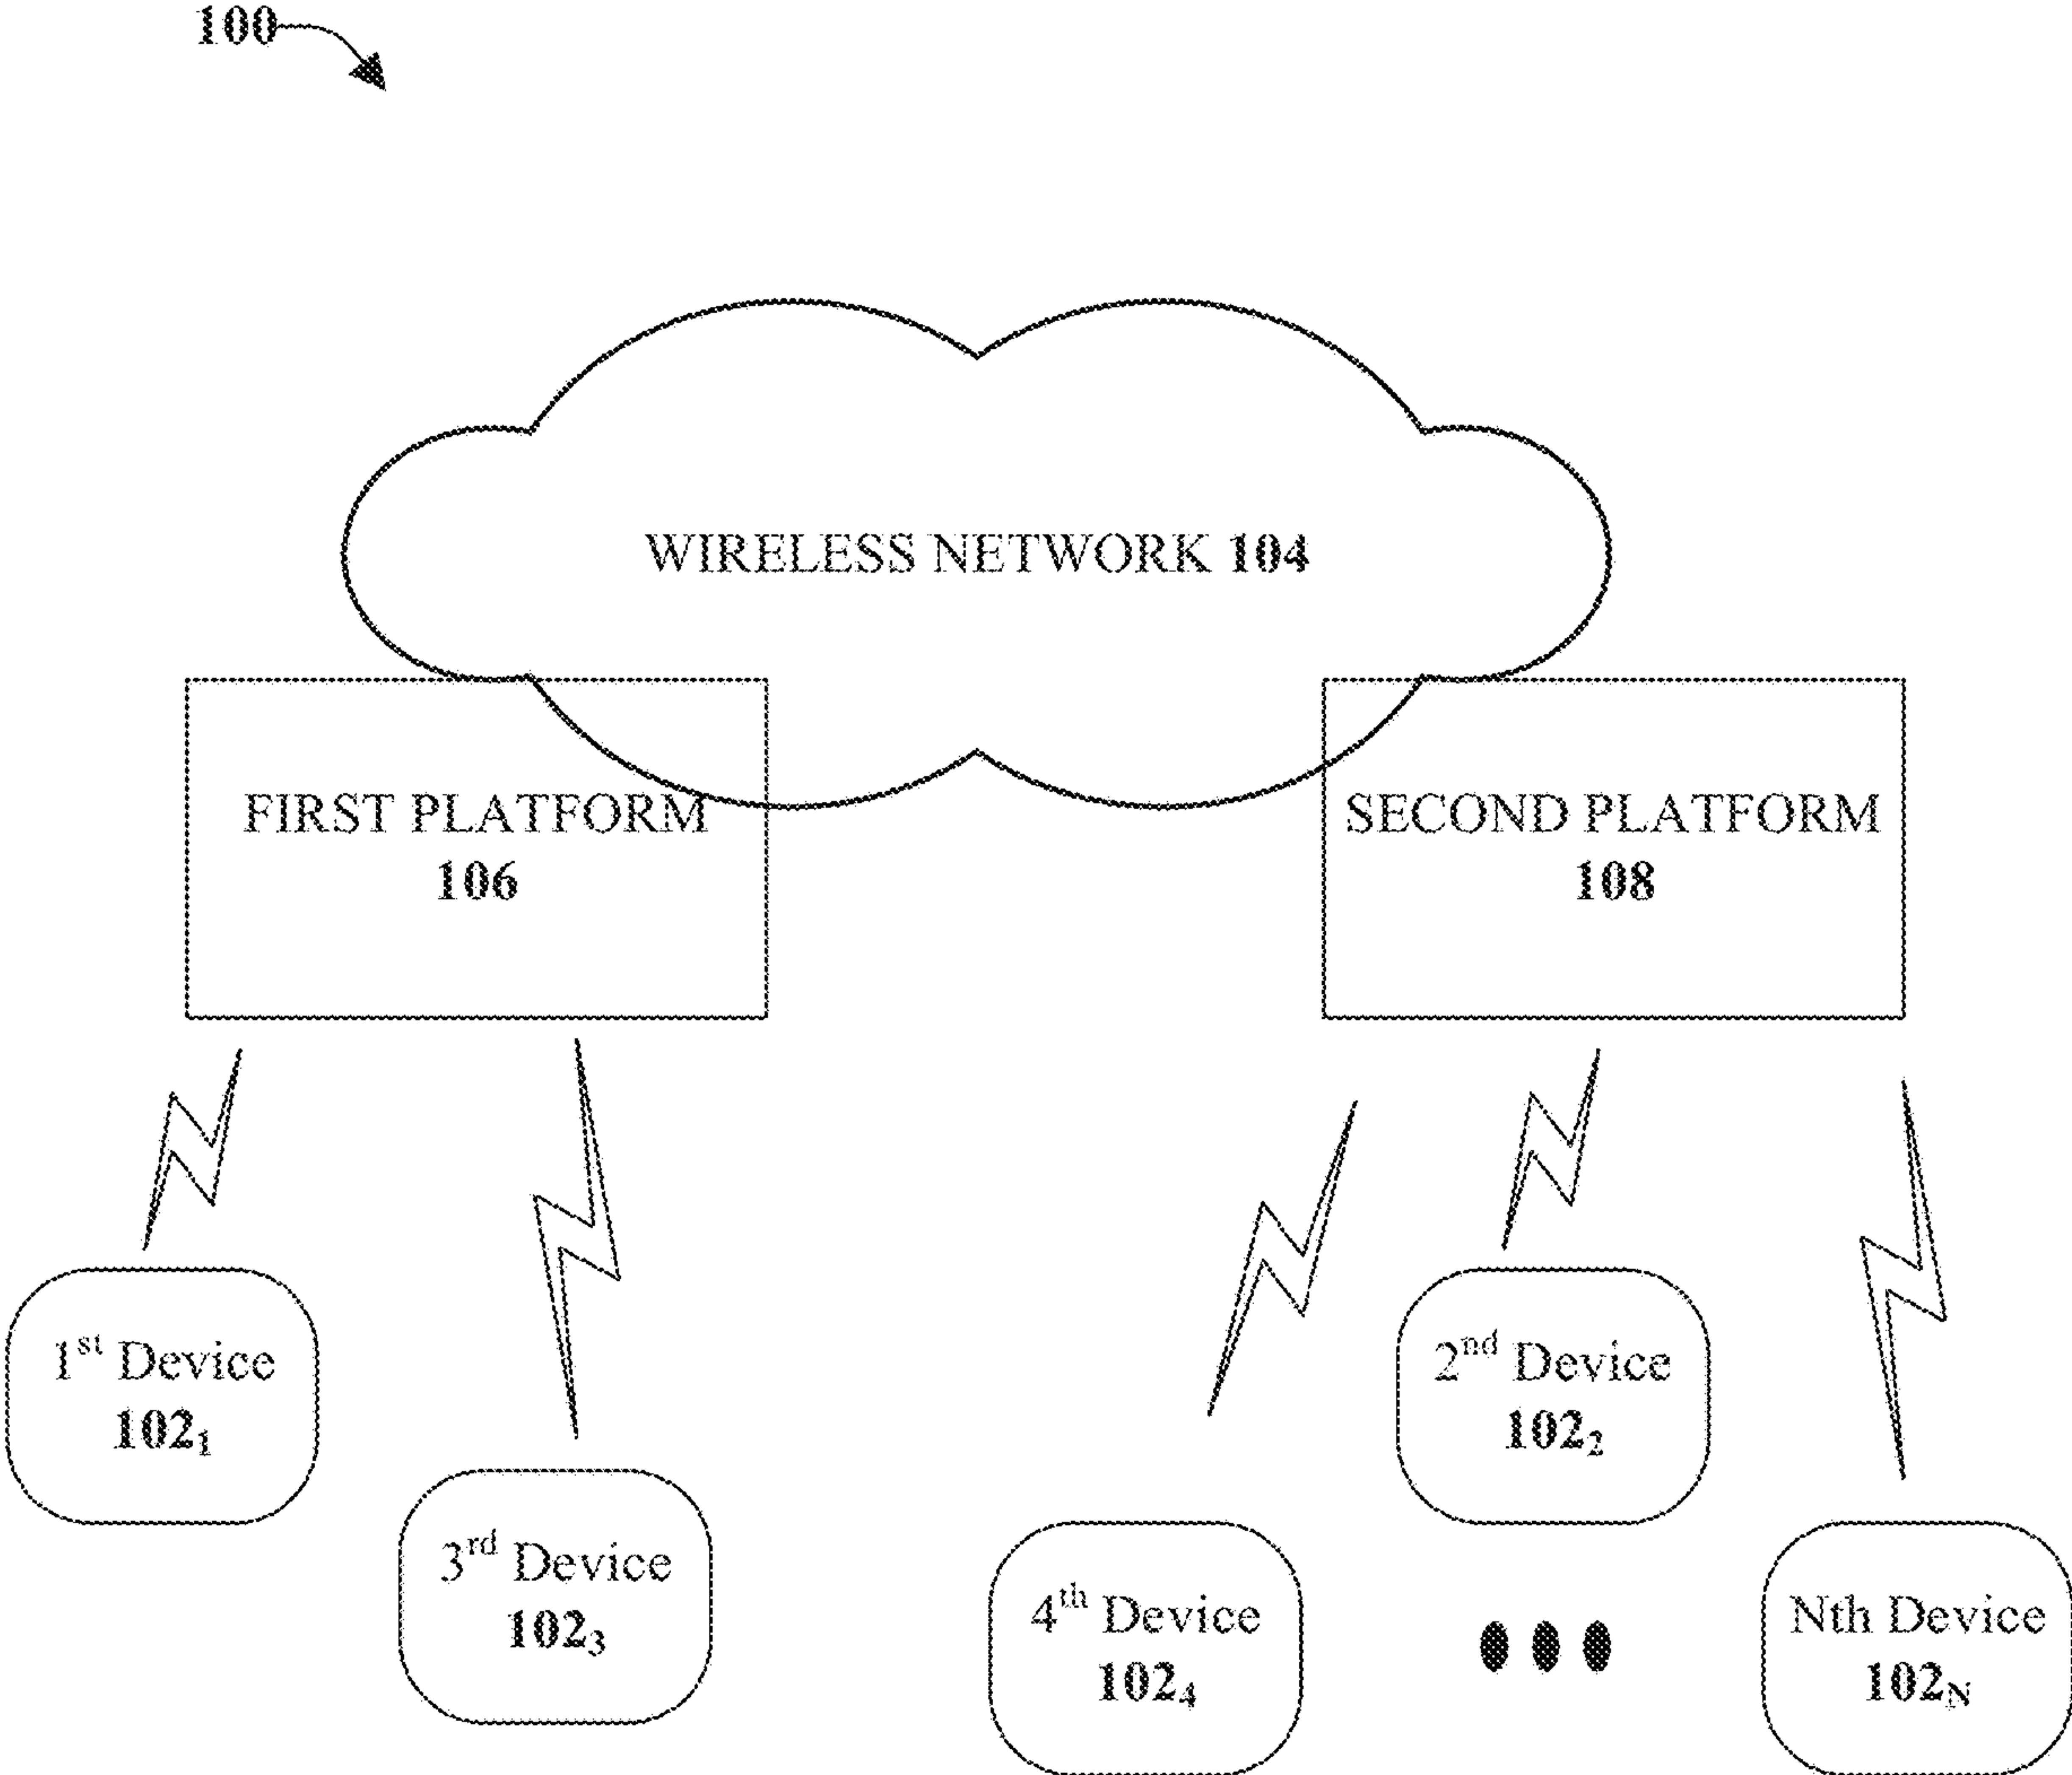 100
WIRELESS NETWORK 104
FIRST PLATFORM
106
SECOND PLATFORM
108
1st Device
1021
2nd Device
1022
3rd Device
1023
4th Device
1024
Nth Device
102N